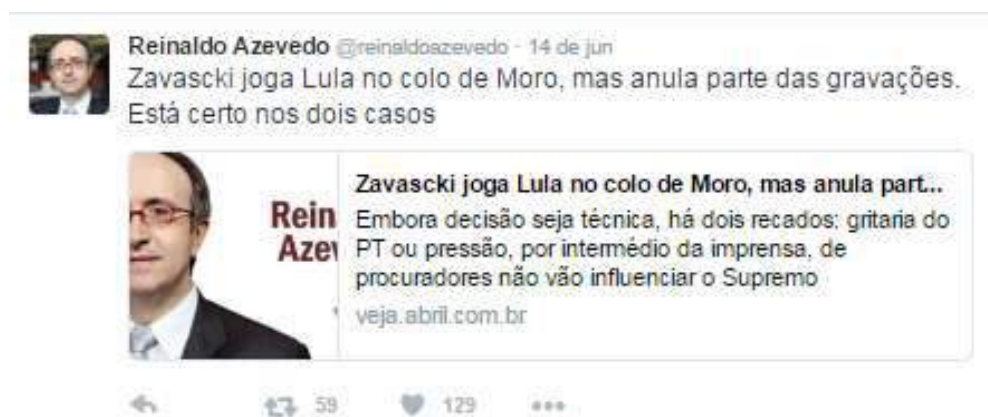 Reinaldo Azevedo @reinaldoazevedo · 14 de jun
Zavascki joga Lula no colo de Moro, mas anula parte das gravações.
Está certo nos dois casos
Rein
Azev
Zavascki joga Lula no colo de Moro, mas anula part...
Embora decisão seja técnica, há dois recados: gritaria do
PT ou pressão, por intermédio da imprensa, de
procuradores não vão influenciar o Supremo
veja.abril.com.br
59
129